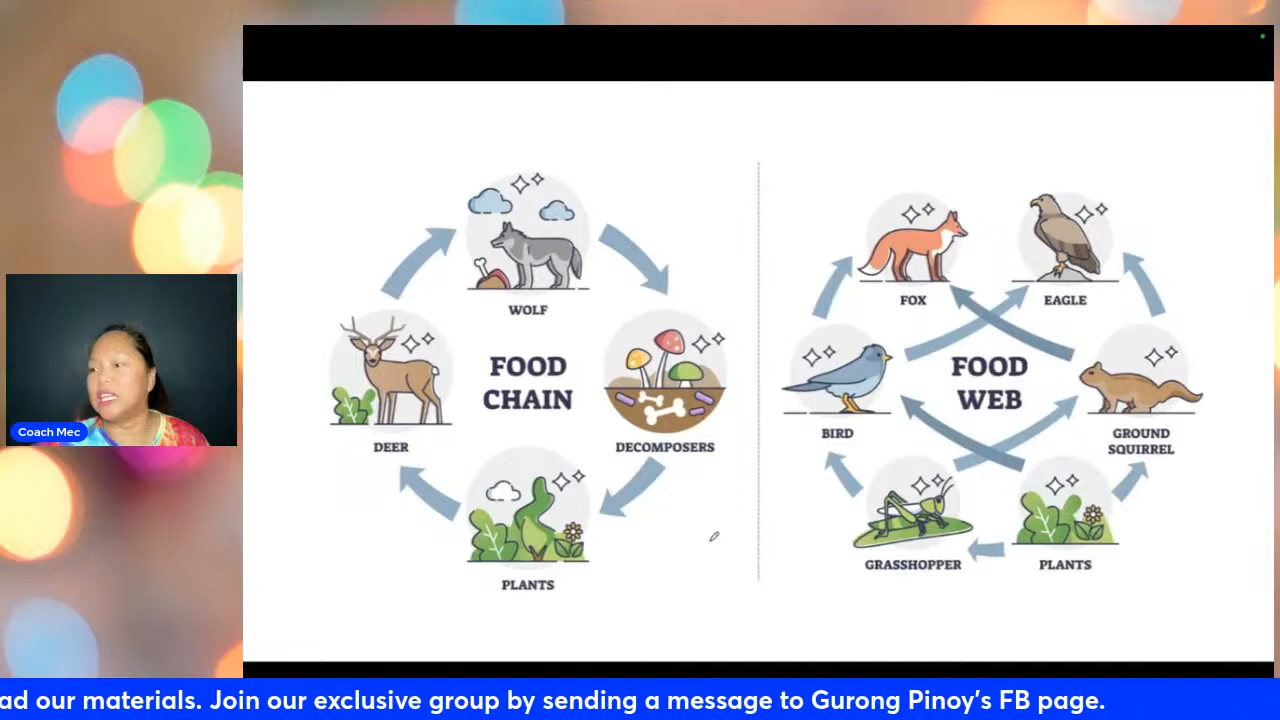 WOLF
FOOD
CHAIN
DEER
DECOMPOSERS
PLANTS
FOX
EAGLE
FOOD
WEB
BIRD
GROUND
SQUIRREL
GRASSHOPPER
PLANTS
Coach Mec
ad our materials. Join our exclusive group by sending a message to Gurong Pinoy's FB page.